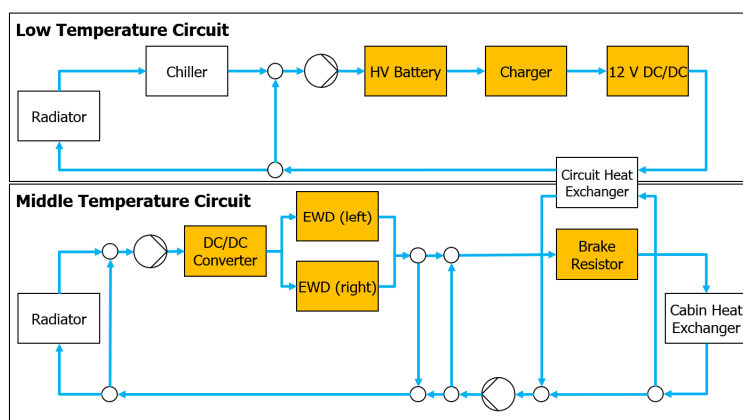 Low Temperature Circuit
Chiller
HV Battery
Charger
12 V DC/DC
Radiator
Circuit Heat
Exchanger
Middle Temperature Circuit
EWD (left)
DC/DC
Converter
Brake
Resistor
EWD (right)
Radiator
Cabin Heat
Exchanger